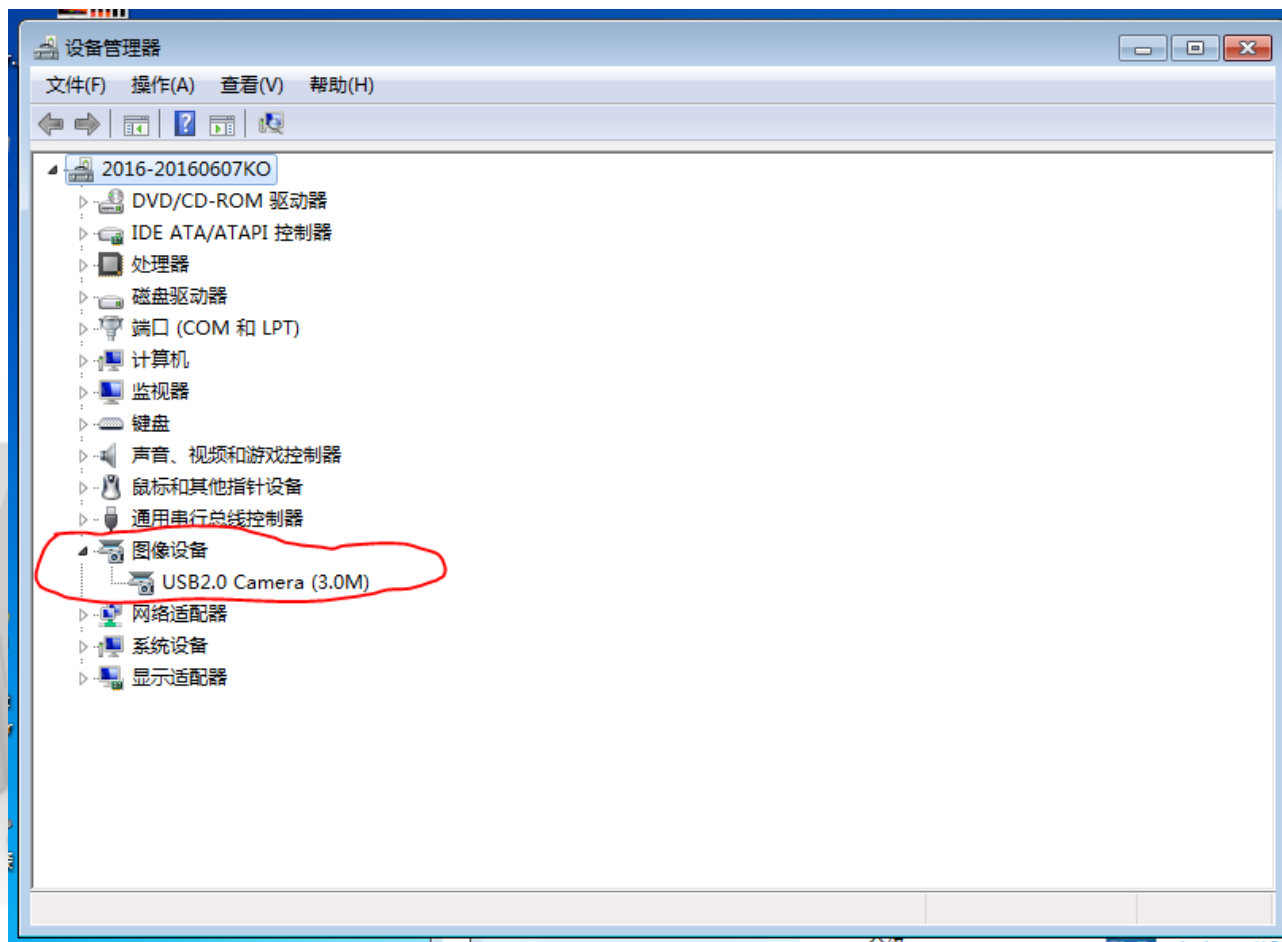 设备管理器
文件(F) 操作(A) 查看(V) 帮助(H)
2016-20160607KO
DVD/CD-ROM 驱动器
IDE ATA/ATAPI 控制器
处理器
磁盘驱动器
端口 (COM 和 LPT)
计算机
监视器
键盘
声音、视频和游戏控制器
鼠标和其他指针设备
通用串行总线控制器
图像设备
USB2.0 Camera (3.0M)
网络适配器
系统设备
显示适配器